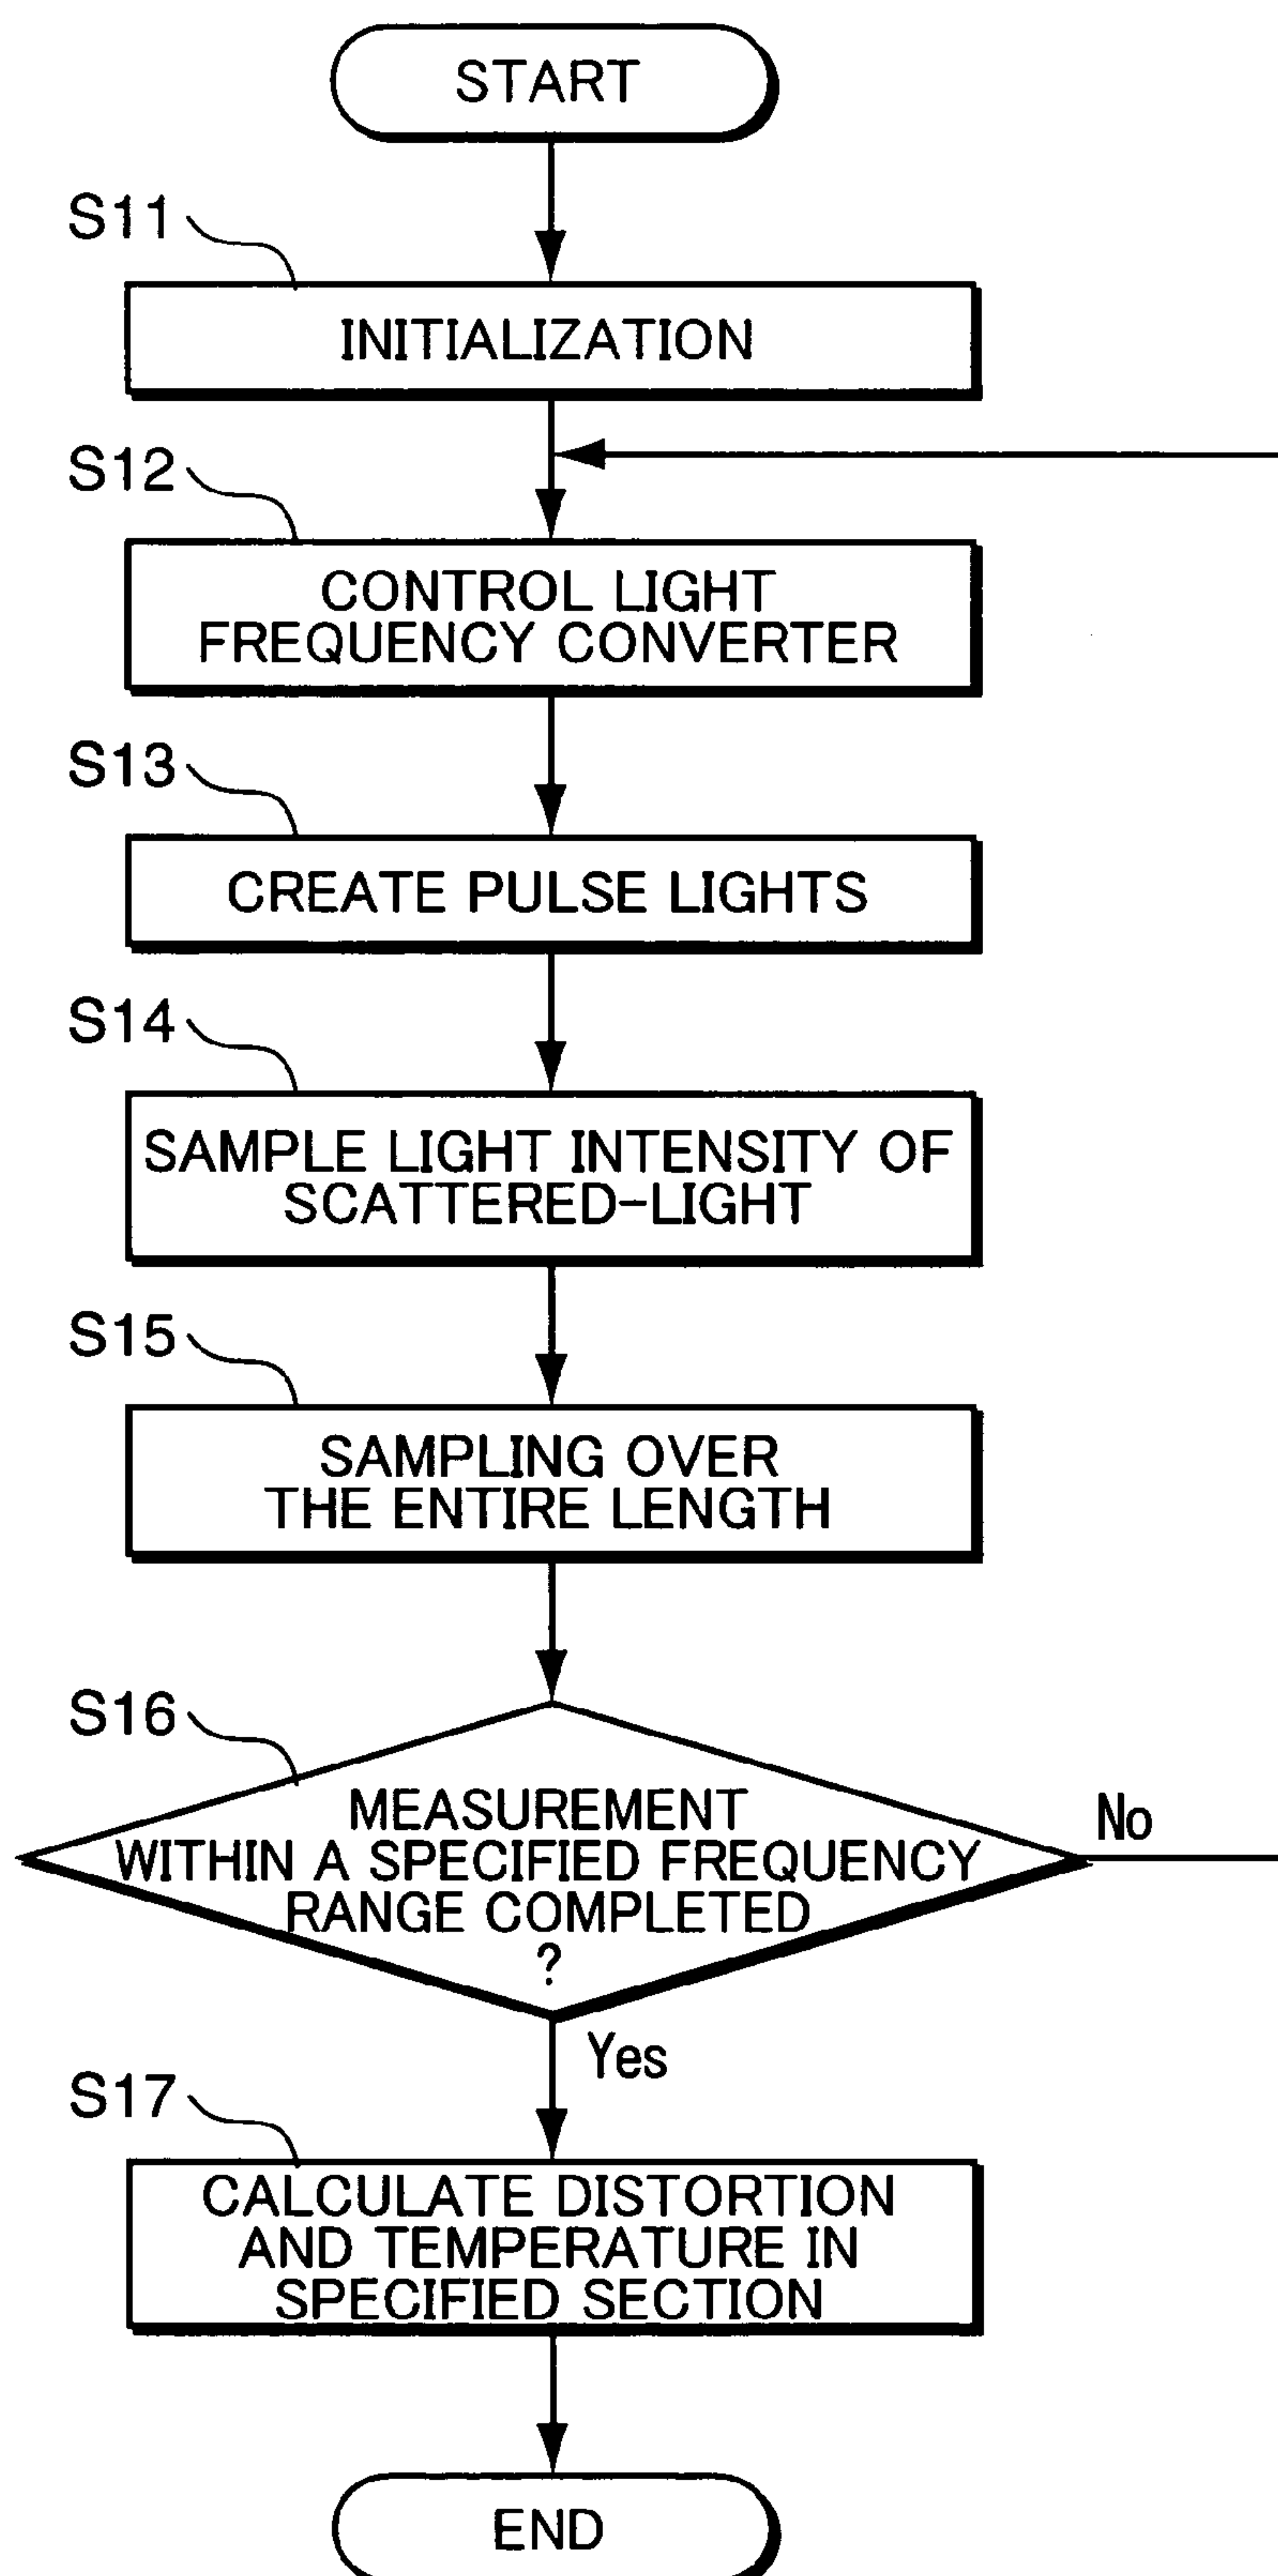 START
S11
INITIALIZATION
S12
CONTROL LIGHT
FREQUENCY CONVERTER
S13
CREATE PULSE LIGHTS
S14
SAMPLE LIGHT INTENSITY OF
SCATTERED-LIGHT
S15
SAMPLING OVER
THE ENTIRE LENGTH
S16
MEASUREMENT
WITHIN A SPECIFIED FREQUENCY
RANGE COMPLETED
?
No
Yes
S17
CALCULATE DISTORTION
AND TEMPERATURE IN
SPECIFIED SECTION
END